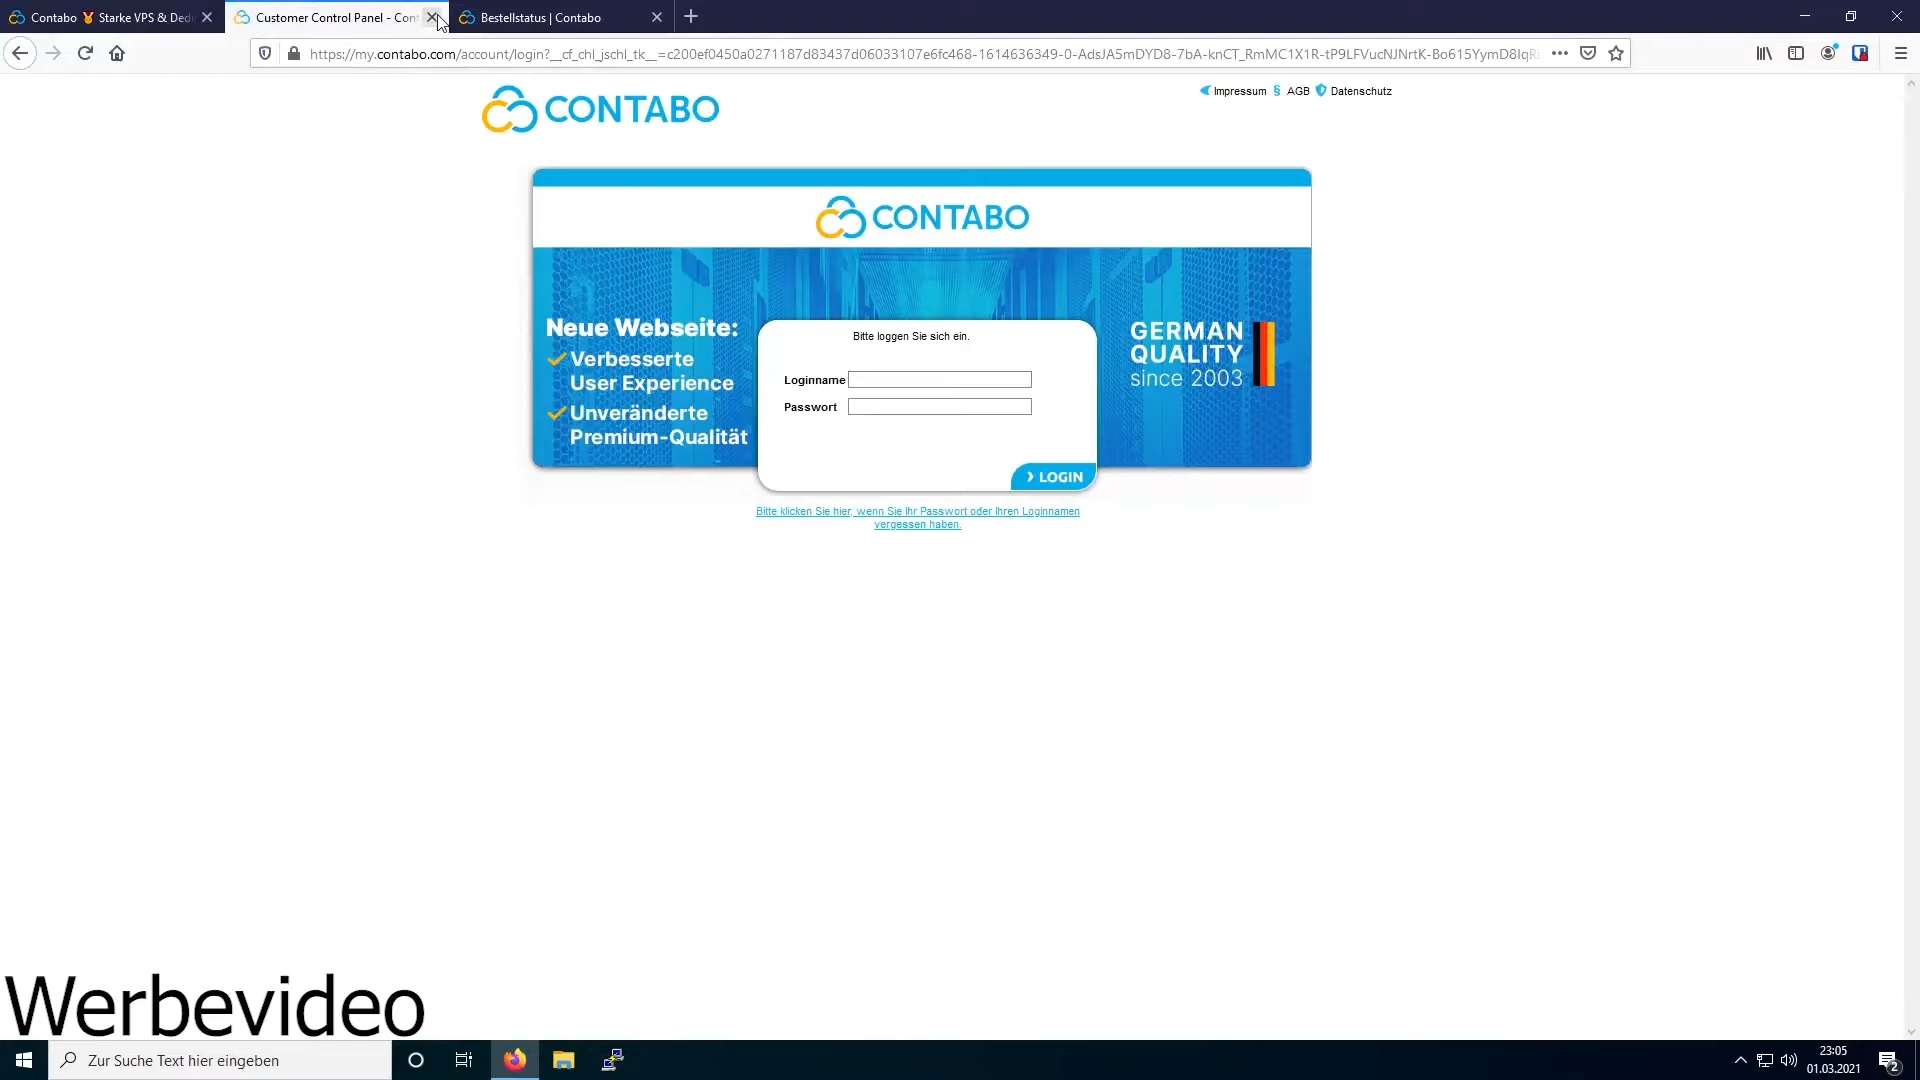 Contabo 🏅 Starke VPS & Ded
Customer Control Panel - Con
Bestellstatus | Contabo
https://my.contabo.com/account/login?__cf_chl_jschl_tk__=c200ef0450a0271187d83437d06033107e6fc468-1614636349-0-AdsJA5mDYD8-7bA-knCT_RmMC1X1R-tP9LFVucNJNrtK-Bo615YymD8IqRi
CONTABO
Impressum § AGB Datenschutz
CONTABO
Neue Webseite:
Verbesserte
User Experience
Unveränderte
Premium-Qualität
Bitte loggen Sie sich ein.
Loginname
Passwort
› LOGIN
GERMAN
QUALITY
since 2003
Bitte klicken Sie hier, wenn Sie Ihr Passwort oder Ihren Loginnamen
vergessen haben.
Werbevideo
Zur Suche Text hier eingeben
23:05
01.03.2021
2